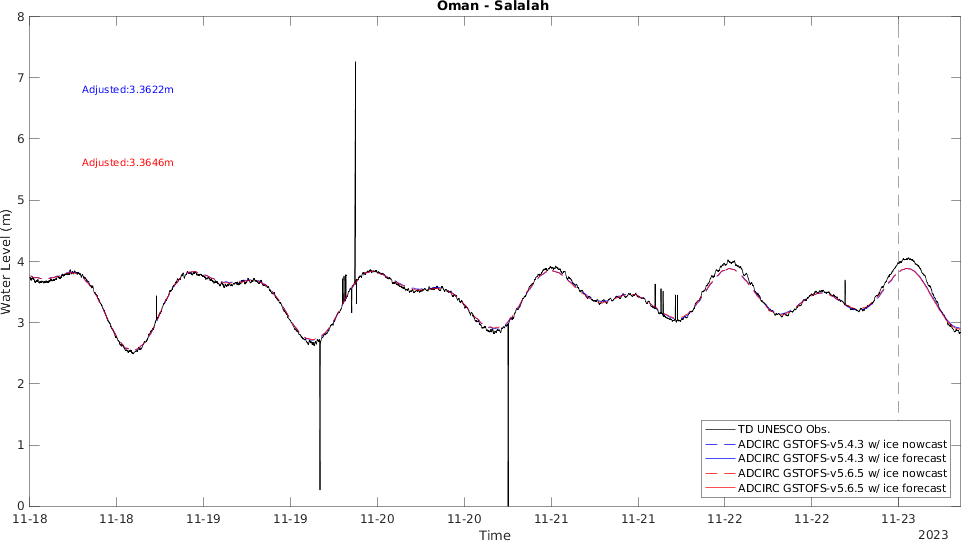 Oman - Salalah
8
7
6
5
4
3
2
1
0
Water Level (m)
Adjusted:3.3622m
Adjusted:3.3646m
TD UNESCO Obs.
ADCIRC GSTOFS-v5.4.3 w/ ice nowcast
ADCIRC GSTOFS-v5.4.3 w/ ice forecast
ADCIRC GSTOFS-v5.6.5 w/ ice nowcast
ADCIRC GSTOFS-v5.6.5 w/ ice forecast
11-18 11-18 11-19 11-19 11-20 11-20 11-21 11-21 11-22 11-22 11-23
Time
2023